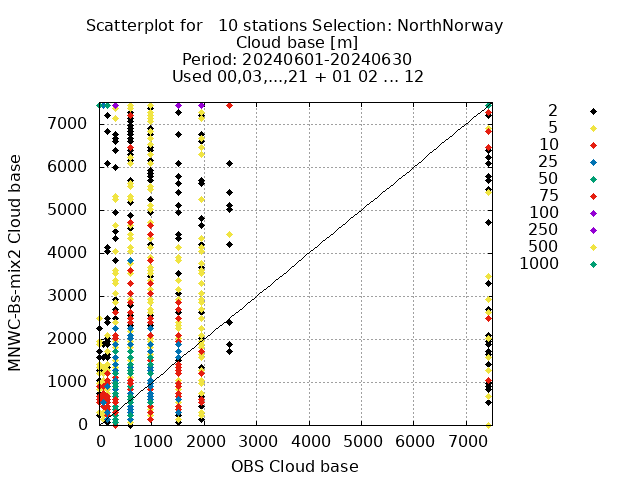 Scatterplot for   10 stations Selection: NorthNorway
Cloud base [m]
Period: 20240601-20240630
Used 00,03,...,21 + 01 02 ... 12
MNWC-Bs-mix2 Cloud base
7000
6000
5000
4000
3000
2000
1000
0
0 1000 2000 3000 4000 5000 6000 7000
OBS Cloud base
2
5
10
25
50
75
100
250
500
1000